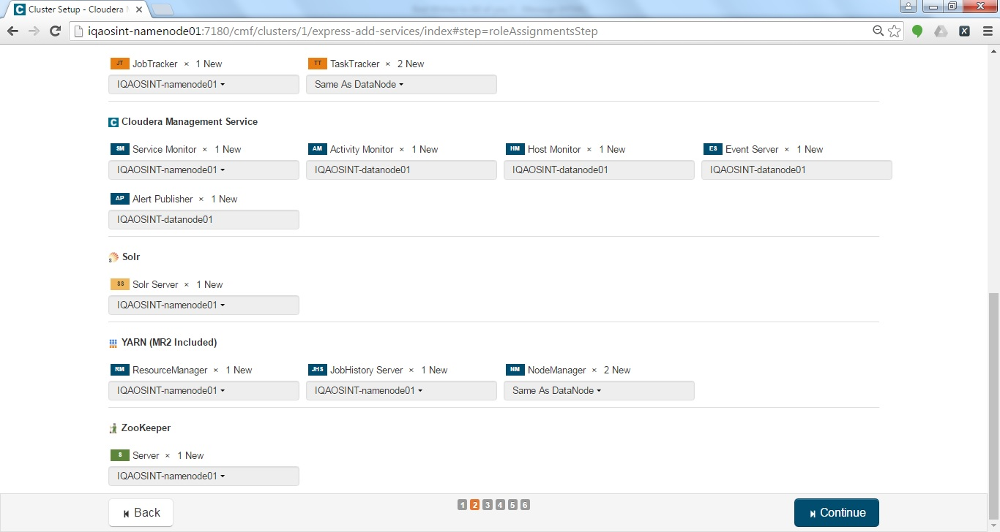 Cluster Setup - Cloudera M
iqaosint-namenode01:7180/cmf/clusters/1/express-add-services/index#step=roleAssignmentsStep
JT JobTracker × 1 New TT TaskTracker × 2 New
IQAOSINT-namenode01 Same As DataNode
C Cloudera Management Service
SM Service Monitor × 1 New AM Activity Monitor × 1 New HM Host Monitor × 1 New ES Event Server × 1 New
IQAOSINT-namenode01 IQAOSINT-datanode01 IQAOSINT-datanode01 IQAOSINT-datanode01
AP Alert Publisher × 1 New
IQAOSINT-datanode01
Solr
SS Solr Server × 1 New
IQAOSINT-namenode01
YARN (MR2 Included)
RM ResourceManager × 1 New JHS JobHistory Server × 1 New NM NodeManager × 2 New
IQAOSINT-namenode01 IQAOSINT-namenode01 Same As DataNode
ZooKeeper
S Server × 1 New
IQAOSINT-namenode01
Back 1 2 3 4 5 6 Continue